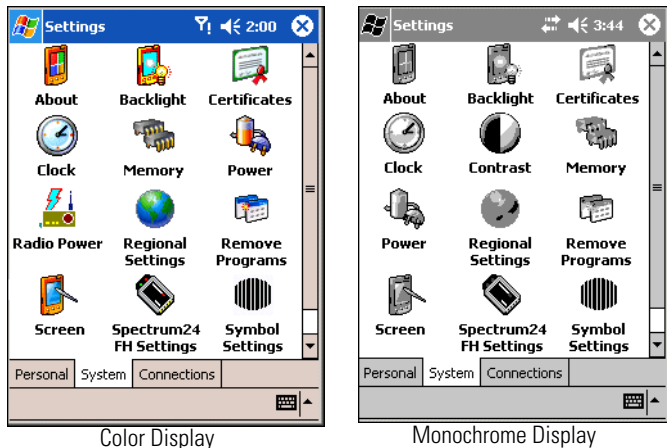 Settings 2:00
About Backlight Certificates
Clock Memory Power
Radio Power Regional Settings Remove Programs
Screen Spectrum24 FH Settings Symbol Settings
Personal System Connections
Color Display
Settings 3:44
About Backlight Certificates
Clock Contrast Memory
Power Regional Settings Remove Programs
Screen Spectrum24 FH Settings Symbol Settings
Personal System Connections
Monochrome Display